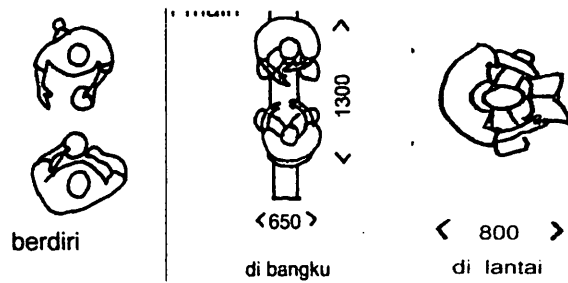 1300
<650>
< 800 >
berdiri
di bangku
di lantai